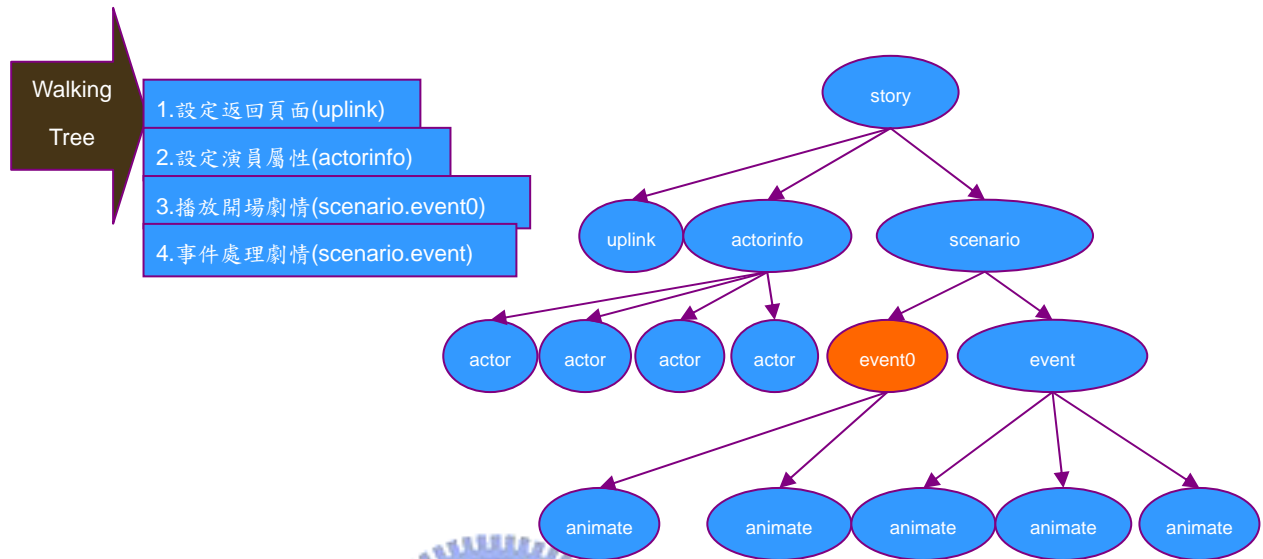 Walking
Tree
1.設定返回頁面(uplink)
2.設定演員屬性(actorinfo)
3.播放開場劇情(scenario.event0)
4.事件處理劇情(scenario.event)
story
uplink
actorinfo
scenario
actor
actor
actor
actor
event0
event
animate
animate
animate
animate
animate